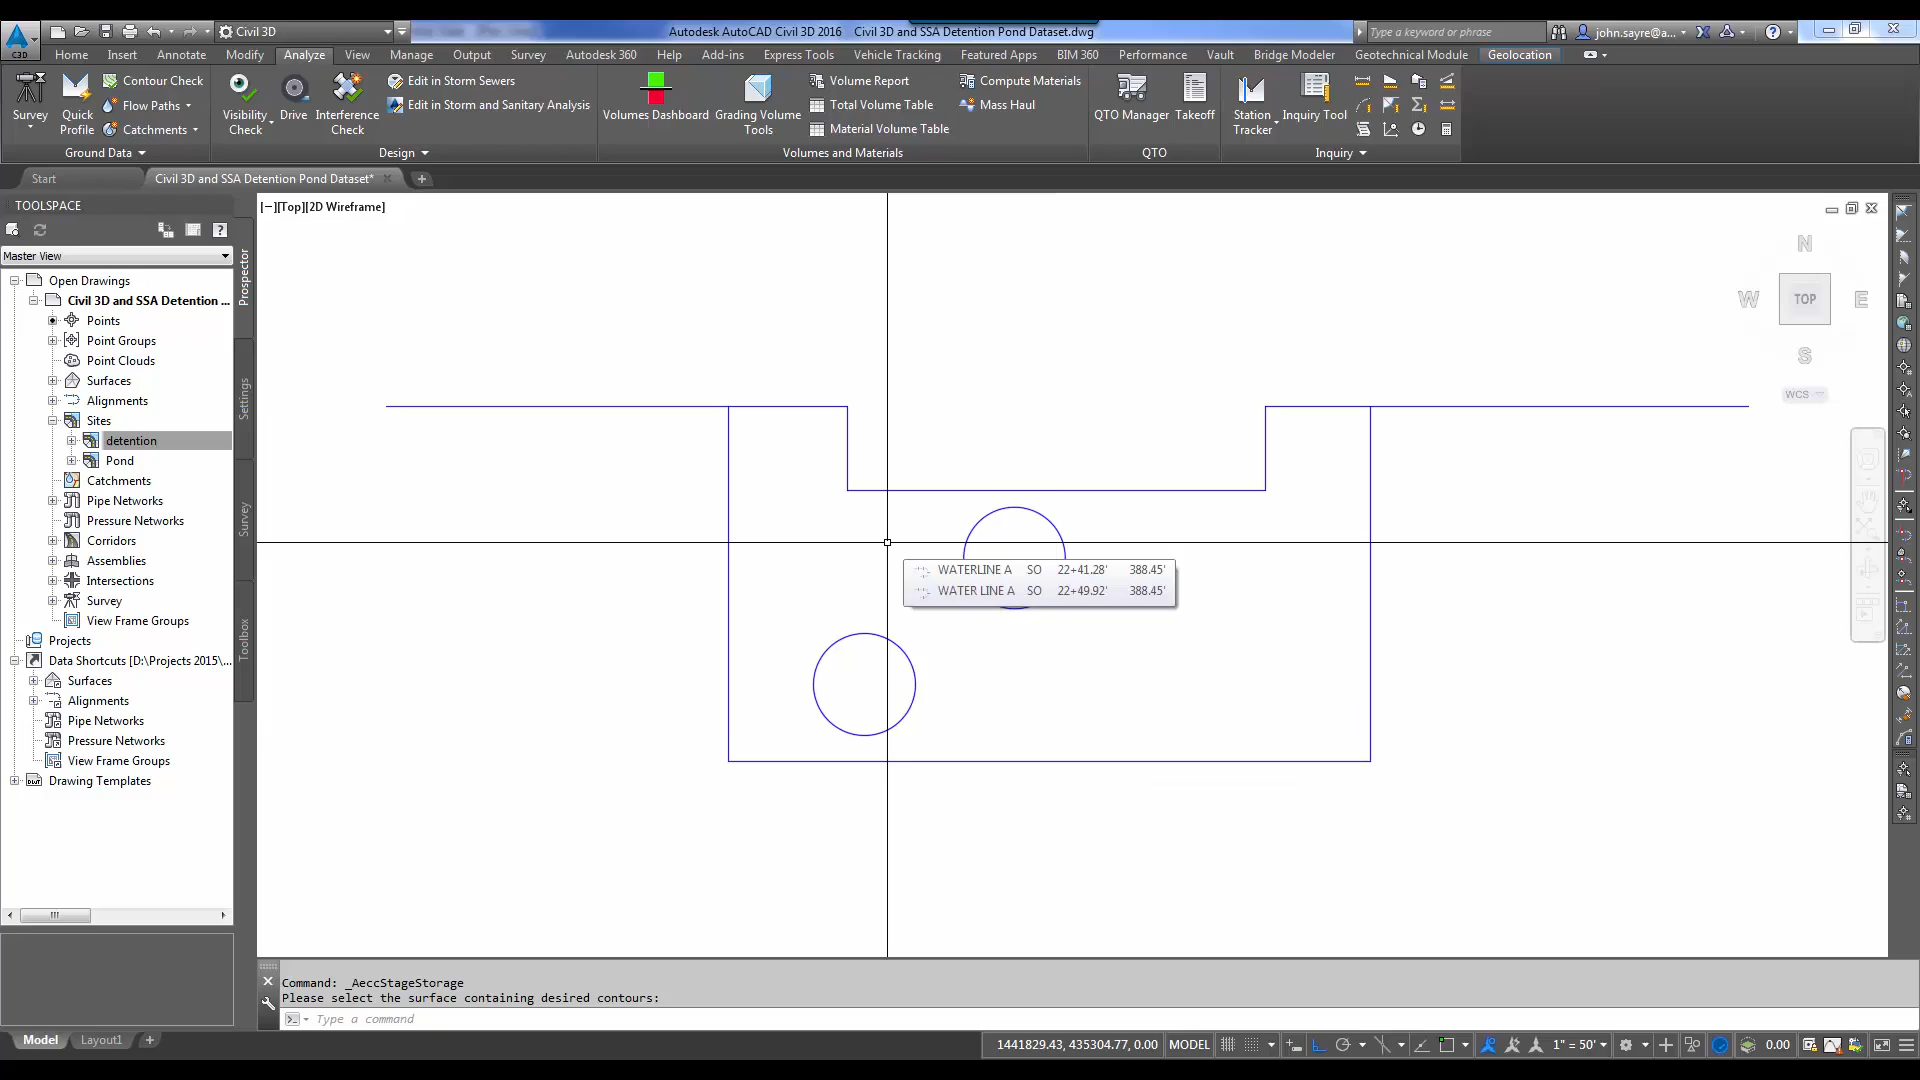 Civil 3D
Autodesk AutoCAD Civil 3D 2016 Civil 3D and SSA Detention Pond Dataset.dwg
Type a keyword or phrase
john.sayre@a...
C3D
Home Insert Annotate Modify Analyze View Manage Output Survey Autodesk 360 Help Add-ins Express Tools Vehicle Tracking Featured Apps BIM 360 Performance Vault Bridge Modeler Geotechnical Module Geolocation
Survey
Quick Profile
Contour Check
Flow Paths
Catchments
Ground Data
Visibility Check
Drive
Interference Check
Edit in Storm Sewers
Edit in Storm and Sanitary Analysis
Design
Volumes Dashboard
Grading Volume Tools
Volume Report
Total Volume Table
Material Volume Table
Compute Materials
Mass Haul
Volumes and Materials
QTO Manager
Takeoff
QTO
Station Tracker
Inquiry Tool
Inquiry
Start
Civil 3D and SSA Detention Pond Dataset*
TOOLSPACE
Master View
Open Drawings
Civil 3D and SSA Detention ...
Points
Point Groups
Point Clouds
Surfaces
Alignments
Sites
detention
Pond
Catchments
Pipe Networks
Pressure Networks
Corridors
Assemblies
Intersections
Survey
View Frame Groups
Projects
Data Shortcuts [D:\Projects 2015\...
Surfaces
Alignments
Pipe Networks
Pressure Networks
View Frame Groups
Drawing Templates
Prospector
Settings
Survey
Toolbox
[−][Top][2D Wireframe]
N
W TOP E
S
WCS
WATERLINE A SO 22+41.28' 388.45'
WATER LINE A SO 22+49.92' 388.45'
Command: _AeccStageStorage
Please select the surface containing desired contours:
Type a command
Model Layout1
1441829.43, 435304.77, 0.00 MODEL 1" = 50' 0.00